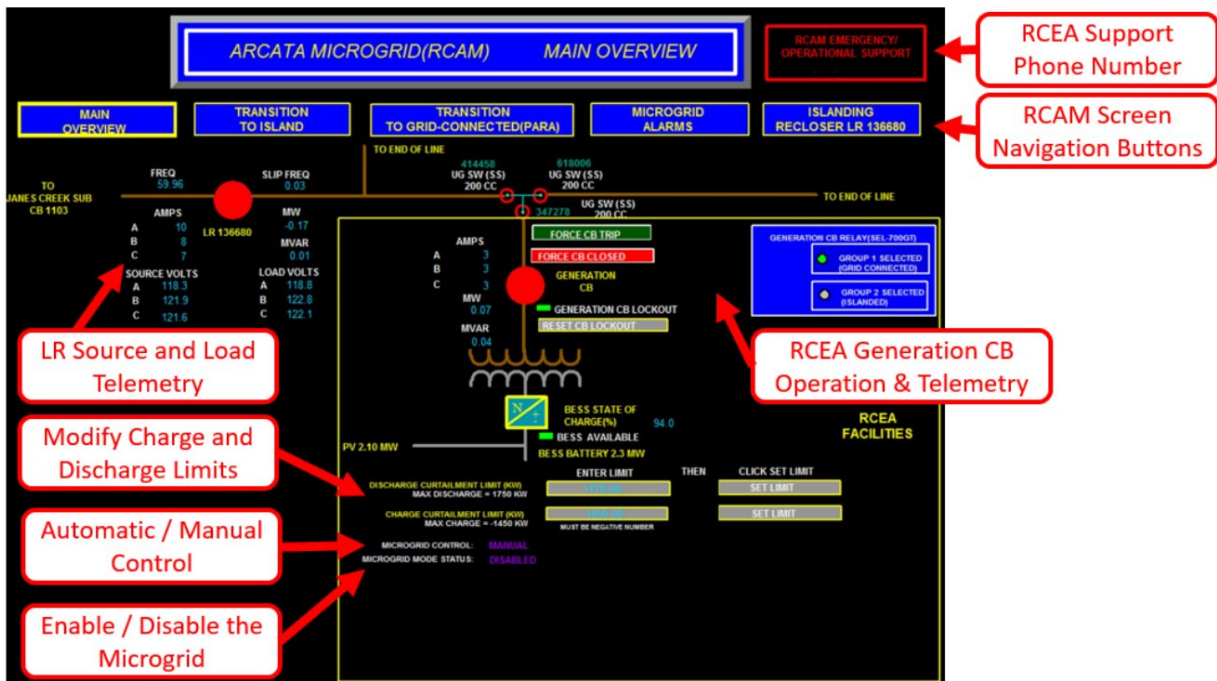 ARCATA MICROGRID(RCAM) MAIN OVERVIEW
RCAM EMERGENCY/
OPERATIONAL SUPPORT
RCEA Support
Phone Number
MAIN
OVERVIEW
TRANSITION
TO ISLAND
TRANSITION
TO GRID-CONNECTED(PARA)
MICROGRID
ALARMS
ISLANDING
RECLOSER LR 136680
RCAM Screen
Navigation Buttons
TO END OF LINE
TO
JANES CREEK SUB
CB 1103
FREQ
59.96
SLIP FREQ
0.03
414458
UG SW (SS)
200 CC
618006
UG SW (SS)
200 CC
TO END OF LINE
347278
UG SW (SS)
200 CC
LR 136680
AMPS
A 10
B 8
C 7
MW
-0.17
MVAR
0.01
SOURCE VOLTS
A 118.3
B 121.9
C 121.6
LOAD VOLTS
A 118.8
B 122.8
C 122.1
LR Source and Load
Telemetry
AMPS
A 3
B 3
C 3
MW
0.07
MVAR
0.04
FORCE CB TRIP
FORCE CB CLOSED
GENERATION
CB
GENERATION CB LOCKOUT
RESET CB LOCKOUT
GENERATION CB RELAY(SEL-700GT)
GROUP 1 SELECTED
(GRID CONNECTED)
GROUP 2 SELECTED
(ISLANDED)
RCEA Generation CB
Operation & Telemetry
RCEA
FACILITIES
N
BESS STATE OF
CHARGE(%) 94.0
BESS AVAILABLE
PV 2.10 MW
BESS BATTERY 2.3 MW
Modify Charge and
Discharge Limits
ENTER LIMIT THEN CLICK SET LIMIT
DISCHARGE CURTAILMENT LIMIT (KW)
MAX DISCHARGE = 1750 KW
SET LIMIT
CHARGE CURTAILMENT LIMIT (KW)
MAX CHARGE = -1450 KW
MUST BE NEGATIVE NUMBER
SET LIMIT
Automatic / Manual
Control
MICROGRID CONTROL: MANUAL
MICROGRID MODE STATUS: DISABLED
Enable / Disable the
Microgrid